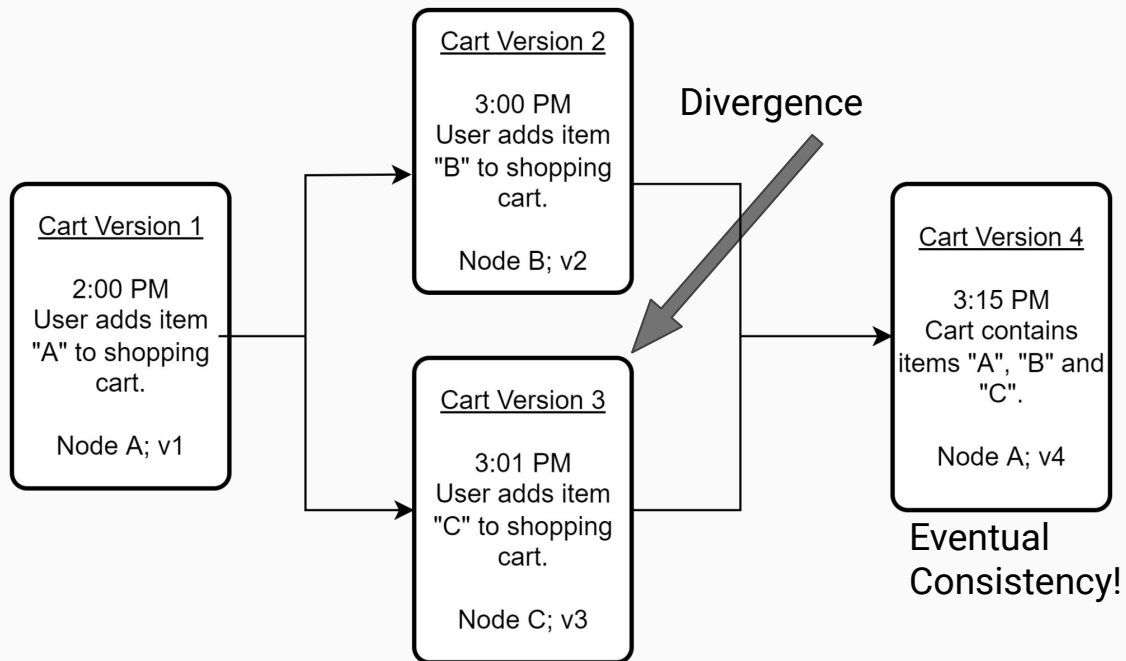 Cart Version 1
2:00 PM
User adds item
"A" to shopping
cart.
Node A; v1
Cart Version 2
3:00 PM
User adds item
"B" to shopping
cart.
Node B; v2
Divergence
Cart Version 3
3:01 PM
User adds item
"C" to shopping
cart.
Node C; v3
Cart Version 4
3:15 PM
Cart contains
items "A", "B" and
"C".
Node A; v4
Eventual
Consistency!